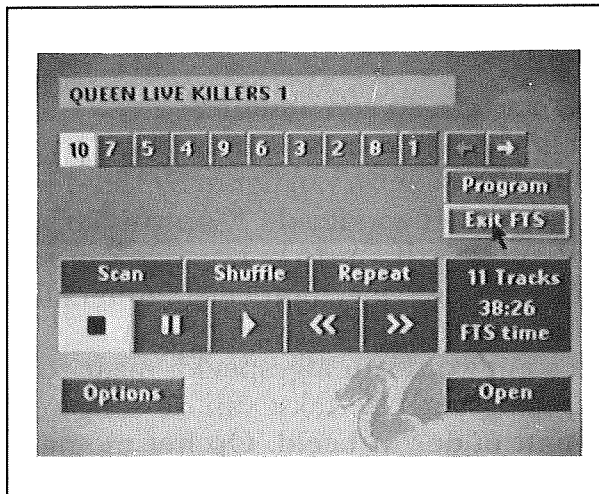 QUEEN LIVE KILLERS 1
10 7 5 4 9 6 3 2 8 1
Program
Exit FTS
Scan Shuffle Repeat 11 Tracks
38:26
FTS time
Options Open